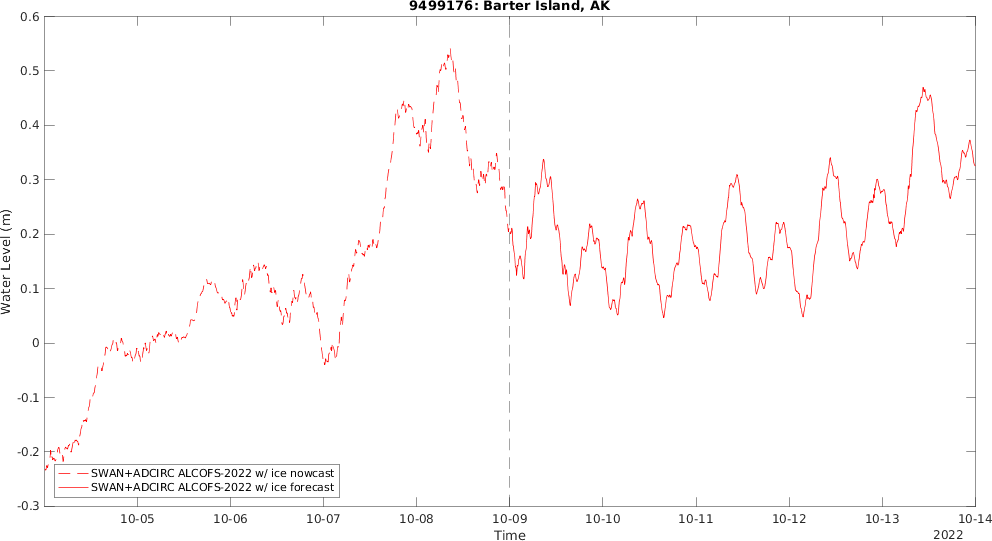 9499176: Barter Island, AK
0.6
0.5
0.4
0.3
0.2
0.1
0
-0.1
-0.2
-0.3
Water Level (m)
SWAN+ADCIRC ALCOFS-2022 w/ ice nowcast
SWAN+ADCIRC ALCOFS-2022 w/ ice forecast
10-05 10-06 10-07 10-08 10-09 10-10 10-11 10-12 10-13 10-14
Time
2022